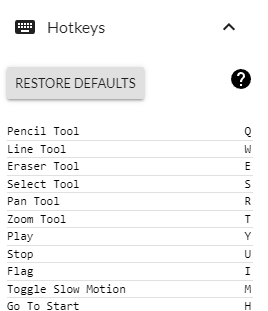 Hotkeys
RESTORE DEFAULTS ?
Pencil Tool Q
Line Tool W
Eraser Tool E
Select Tool S
Pan Tool R
Zoom Tool T
Play Y
Stop U
Flag I
Toggle Slow Motion M
Go To Start H